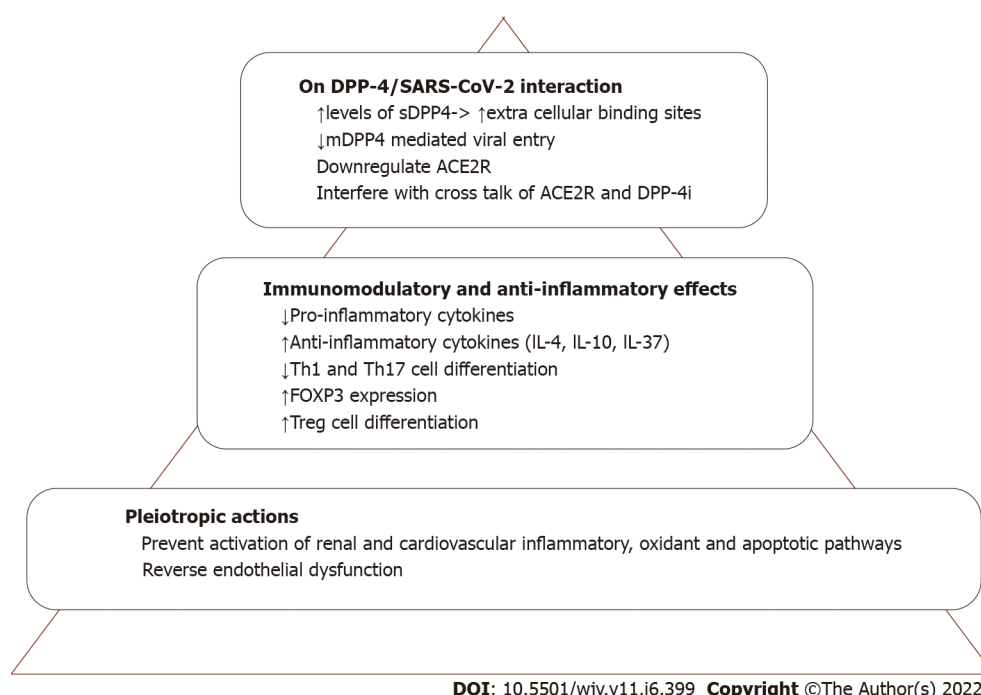 On DPP-4/SARS-CoV-2 interaction
↑levels of sDPP4-> ↑extra cellular binding sites
↓mDPP4 mediated viral entry
Downregulate ACE2R
Interfere with cross talk of ACE2R and DPP-4i
Immunomodulatory and anti-inflammatory effects
↓Pro-inflammatory cytokines
↑Anti-inflammatory cytokines (IL-4, IL-10, IL-37)
↓Th1 and Th17 cell differentiation
↑FOXP3 expression
↑Treg cell differentiation
Pleiotropic actions
Prevent activation of renal and cardiovascular inflammatory, oxidant and apoptotic pathways
Reverse endothelial dysfunction
DOI: 10.5501/wjv.v11.i6.399 Copyright ©The Author(s) 2022